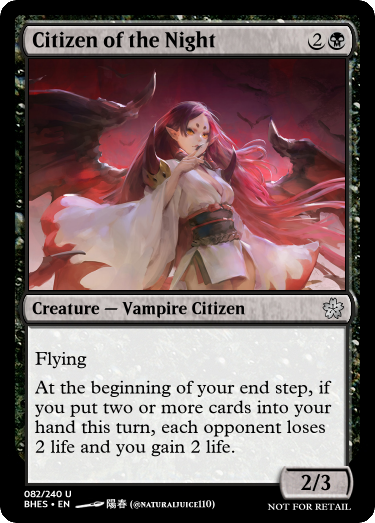 Citizen of the Night 2
Creature — Vampire Citizen
Flying
At the beginning of your end step, if
you put two or more cards into your
hand this turn, each opponent loses
2 life and you gain 2 life.
2/3
082/240 U
BHES • EN 陽春 (@NATURALJUICE110)
NOT FOR RETAIL